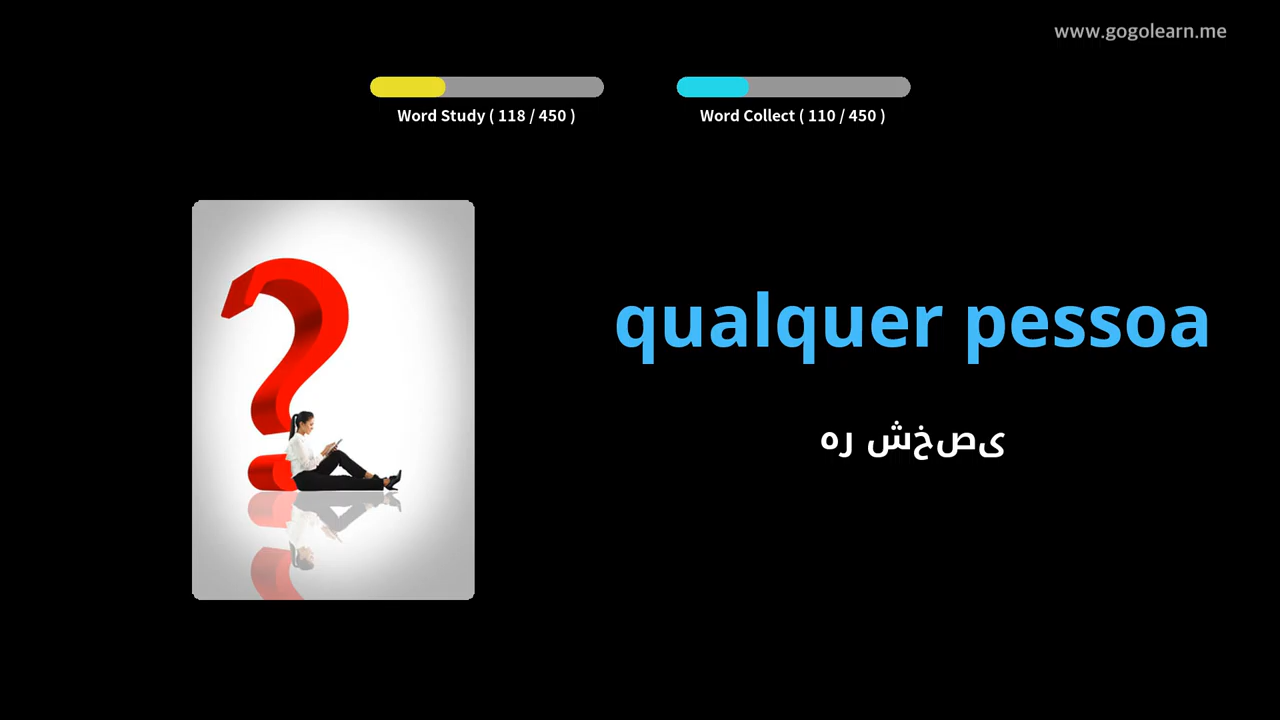 www.gogolearn.me
Word Study ( 118 / 450 )
Word Collect ( 110 / 450 )
qualquer pessoa
هر شخصی